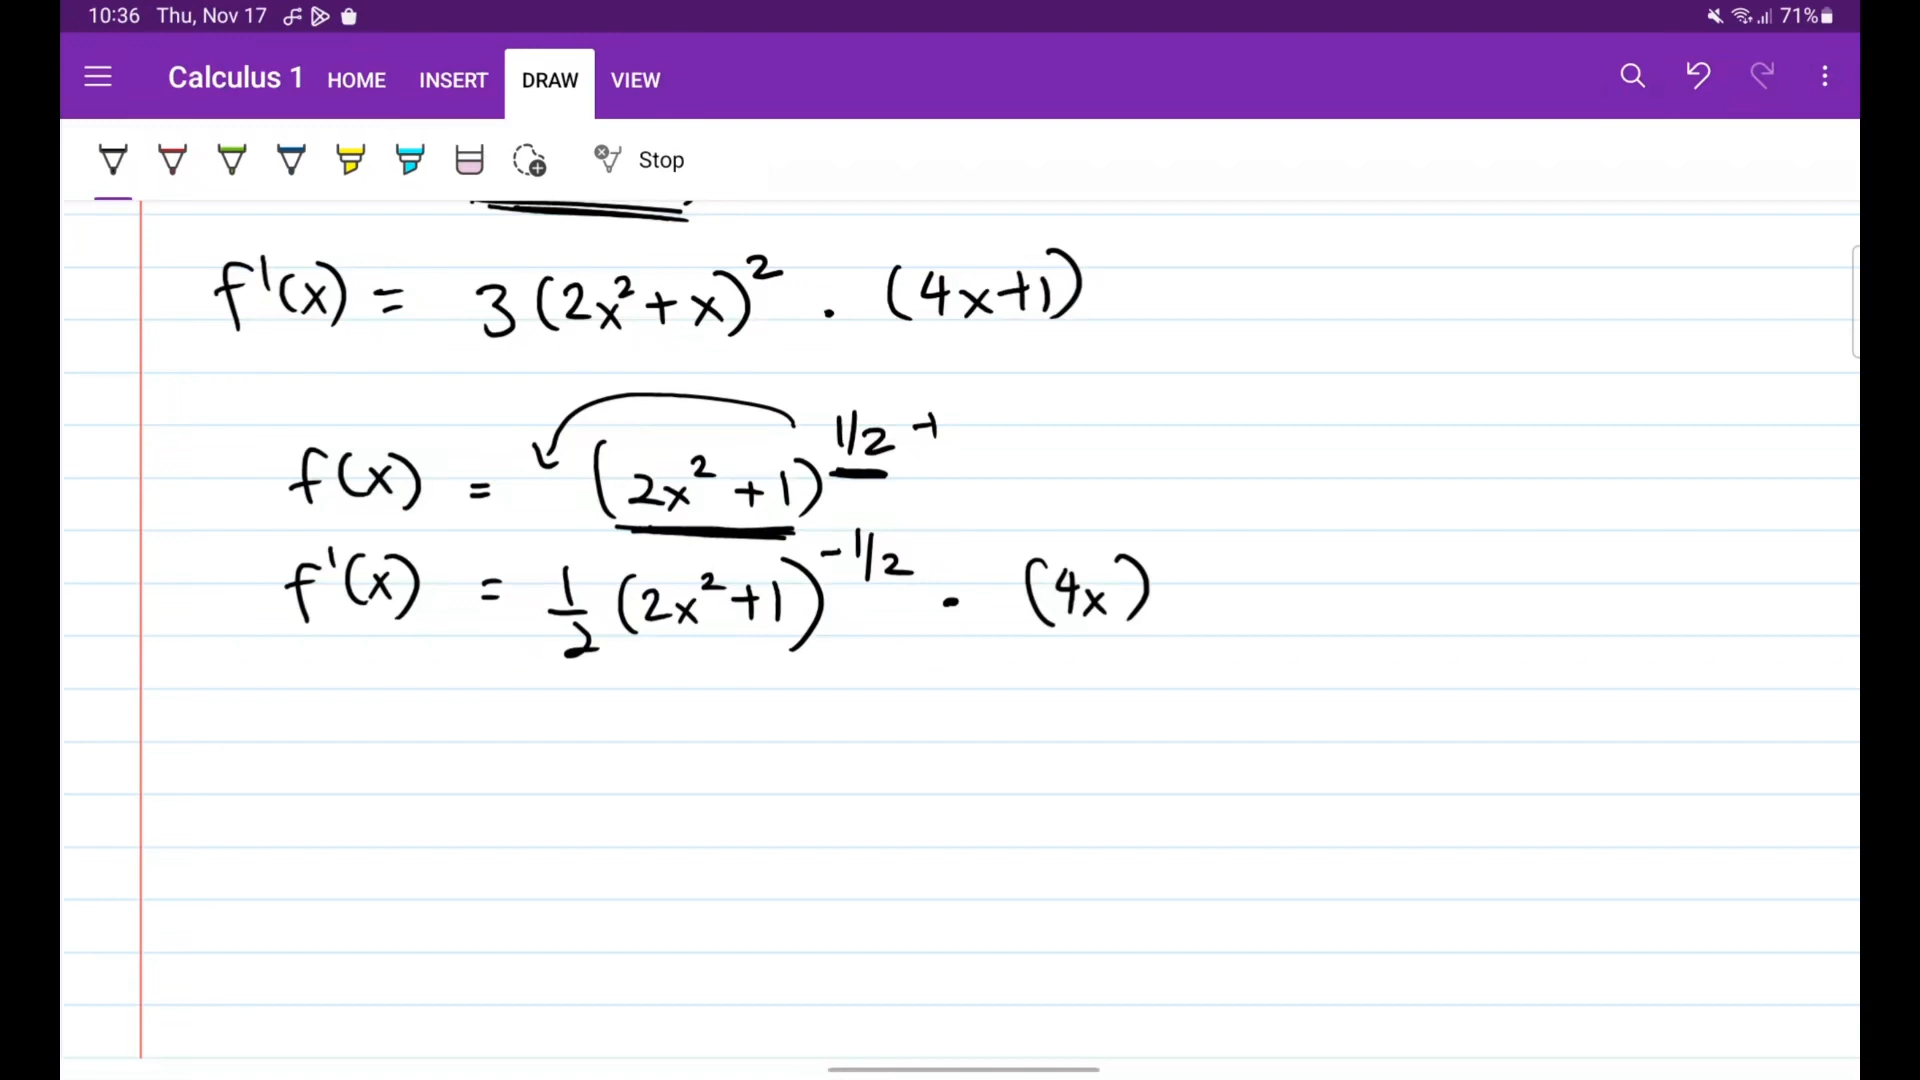 10:36 Thu, Nov 17 71%
Calculus 1 HOME INSERT DRAW VIEW
Stop
f'(x) = 3(2x²+x)² . (4x+1)
f(x) = (2x²+1)^1/2 -1
f'(x) = 1/2 (2x²+1)^-1/2 . (4x)